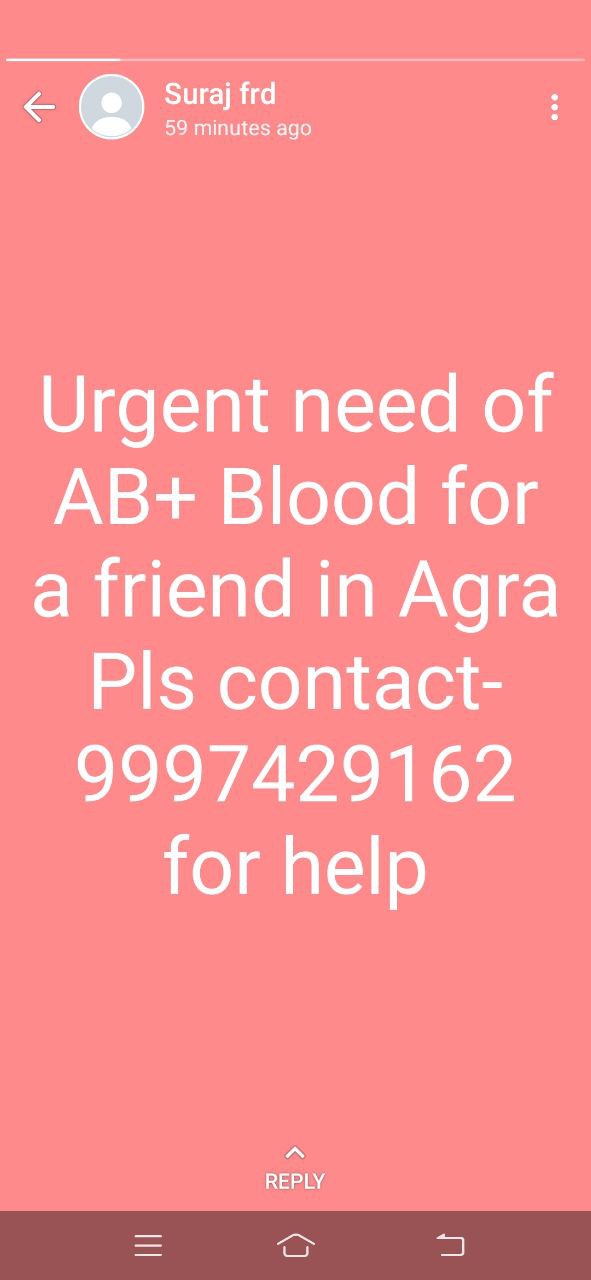 Suraj frd
59 minutes ago
Urgent need of
AB+ Blood for
a friend in Agra
Pls contact-
9997429162
for help
REPLY